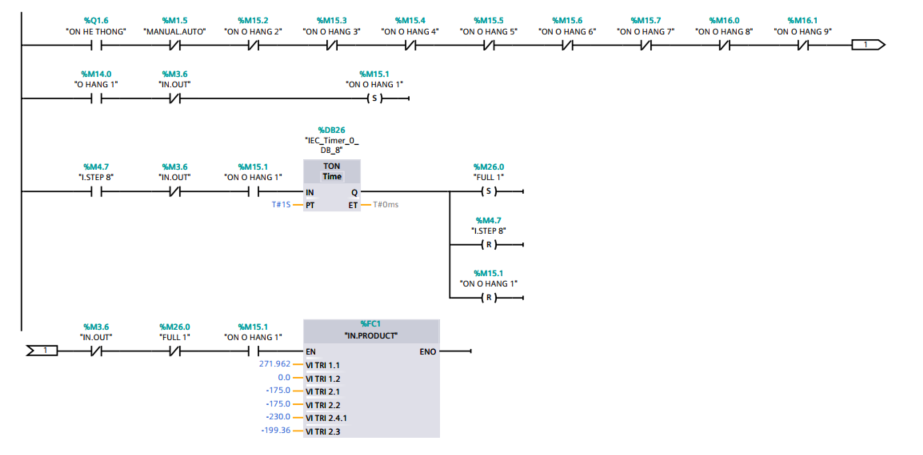 %Q1.6 %M1.5 %M15.2 %M15.3 %M15.4 %M15.5 %M15.6 %M15.7 %M16.0 %M16.1
"ON HE THONG" "MANUAL.AUTO" "ON O HANG 2" "ON O HANG 3" "ON O HANG 4" "ON O HANG 5" "ON O HANG 6" "ON O HANG 7" "ON O HANG 8" "ON O HANG 9"
1
%M14.0 %M3.6 %M15.1
"O HANG 1" "IN.OUT" "ON O HANG 1"
S
%DB26
"IEC_Timer_0_
DB_8"
%M4.7 %M3.6 %M15.1 TON %M26.0
"I.STEP 8" "IN.OUT" "ON O HANG 1" Time "FULL 1"
IN Q S
T#1S PT ET T#0ms
%M4.7
"I.STEP 8"
R
%M15.1
"ON O HANG 1"
R
%M3.6 %M26.0 %M15.1 %FC1
"IN.OUT" "FULL 1" "ON O HANG 1" "IN.PRODUCT"
1 EN ENO
271.962 VI TRI 1.1
0.0 VI TRI 1.2
-175.0 VI TRI 2.1
-175.0 VI TRI 2.2
-230.0 VI TRI 2.4.1
-199.36 VI TRI 2.3